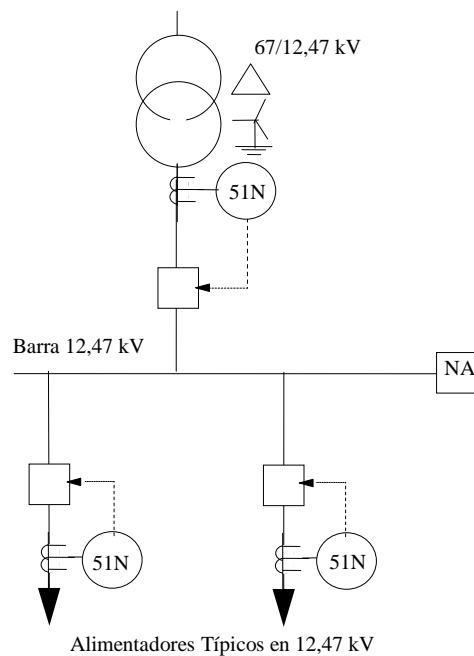 67/12,47 kV
51N
Barra 12,47 kV
NA
51N
51N
Alimentadores Típicos en 12,47 kV